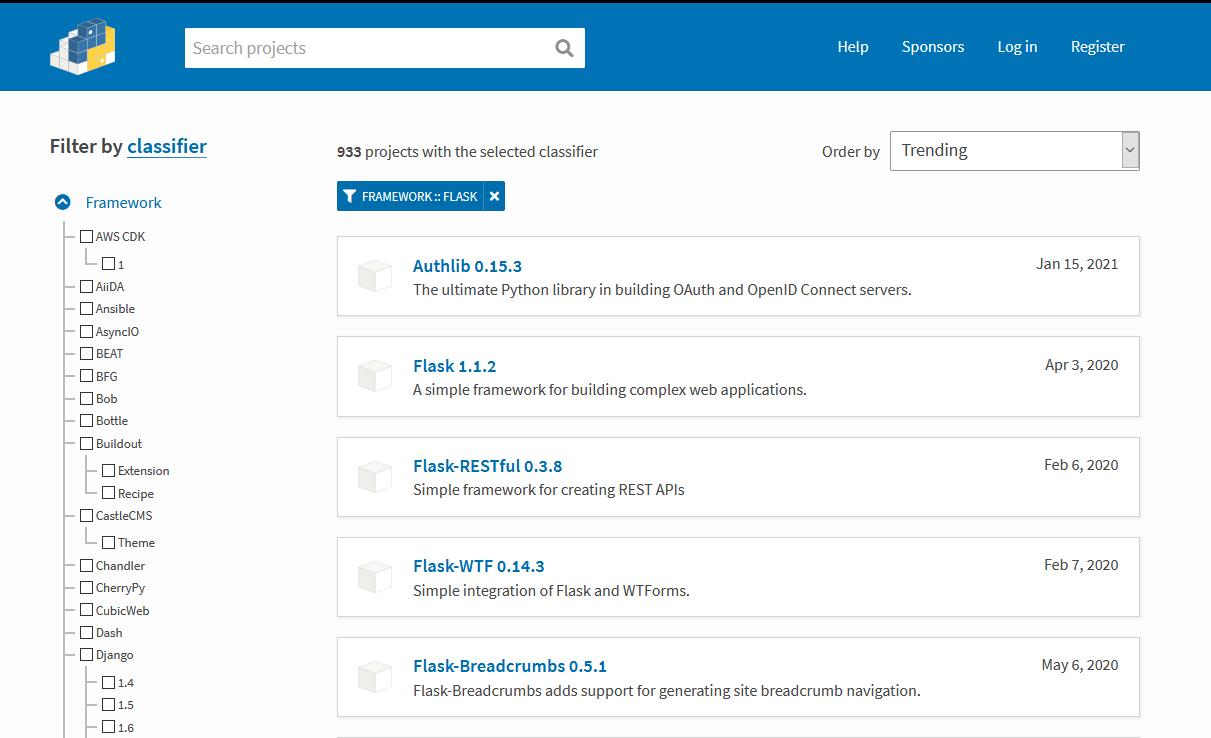 Search projects
Help
Sponsors
Log in
Register
Filter by classifier
Framework
AWS CDK
1
AiiDA
Ansible
AsyncIO
BEAT
BFG
Bob
Bottle
Buildout
Extension
Recipe
CastleCMS
Theme
Chandler
CherryPy
CubicWeb
Dash
Django
1.4
1.5
1.6
933 projects with the selected classifier
Order by
Trending
FRAMEWORK :: FLASK
Authlib 0.15.3
Jan 15, 2021
The ultimate Python library in building OAuth and OpenID Connect servers.
Flask 1.1.2
Apr 3, 2020
A simple framework for building complex web applications.
Flask-RESTful 0.3.8
Feb 6, 2020
Simple framework for creating REST APIs
Flask-WTF 0.14.3
Feb 7, 2020
Simple integration of Flask and WTForms.
Flask-Breadcrumbs 0.5.1
May 6, 2020
Flask-Breadcrumbs adds support for generating site breadcrumb navigation.